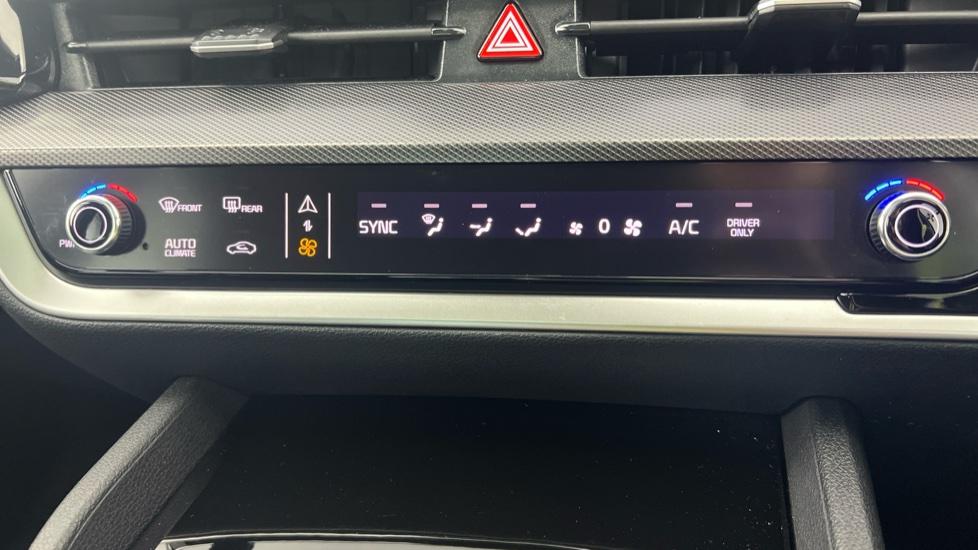 FRONT
REAR
AUTO
CLIMATE
SYNC
0
A/C
DRIVER
ONLY